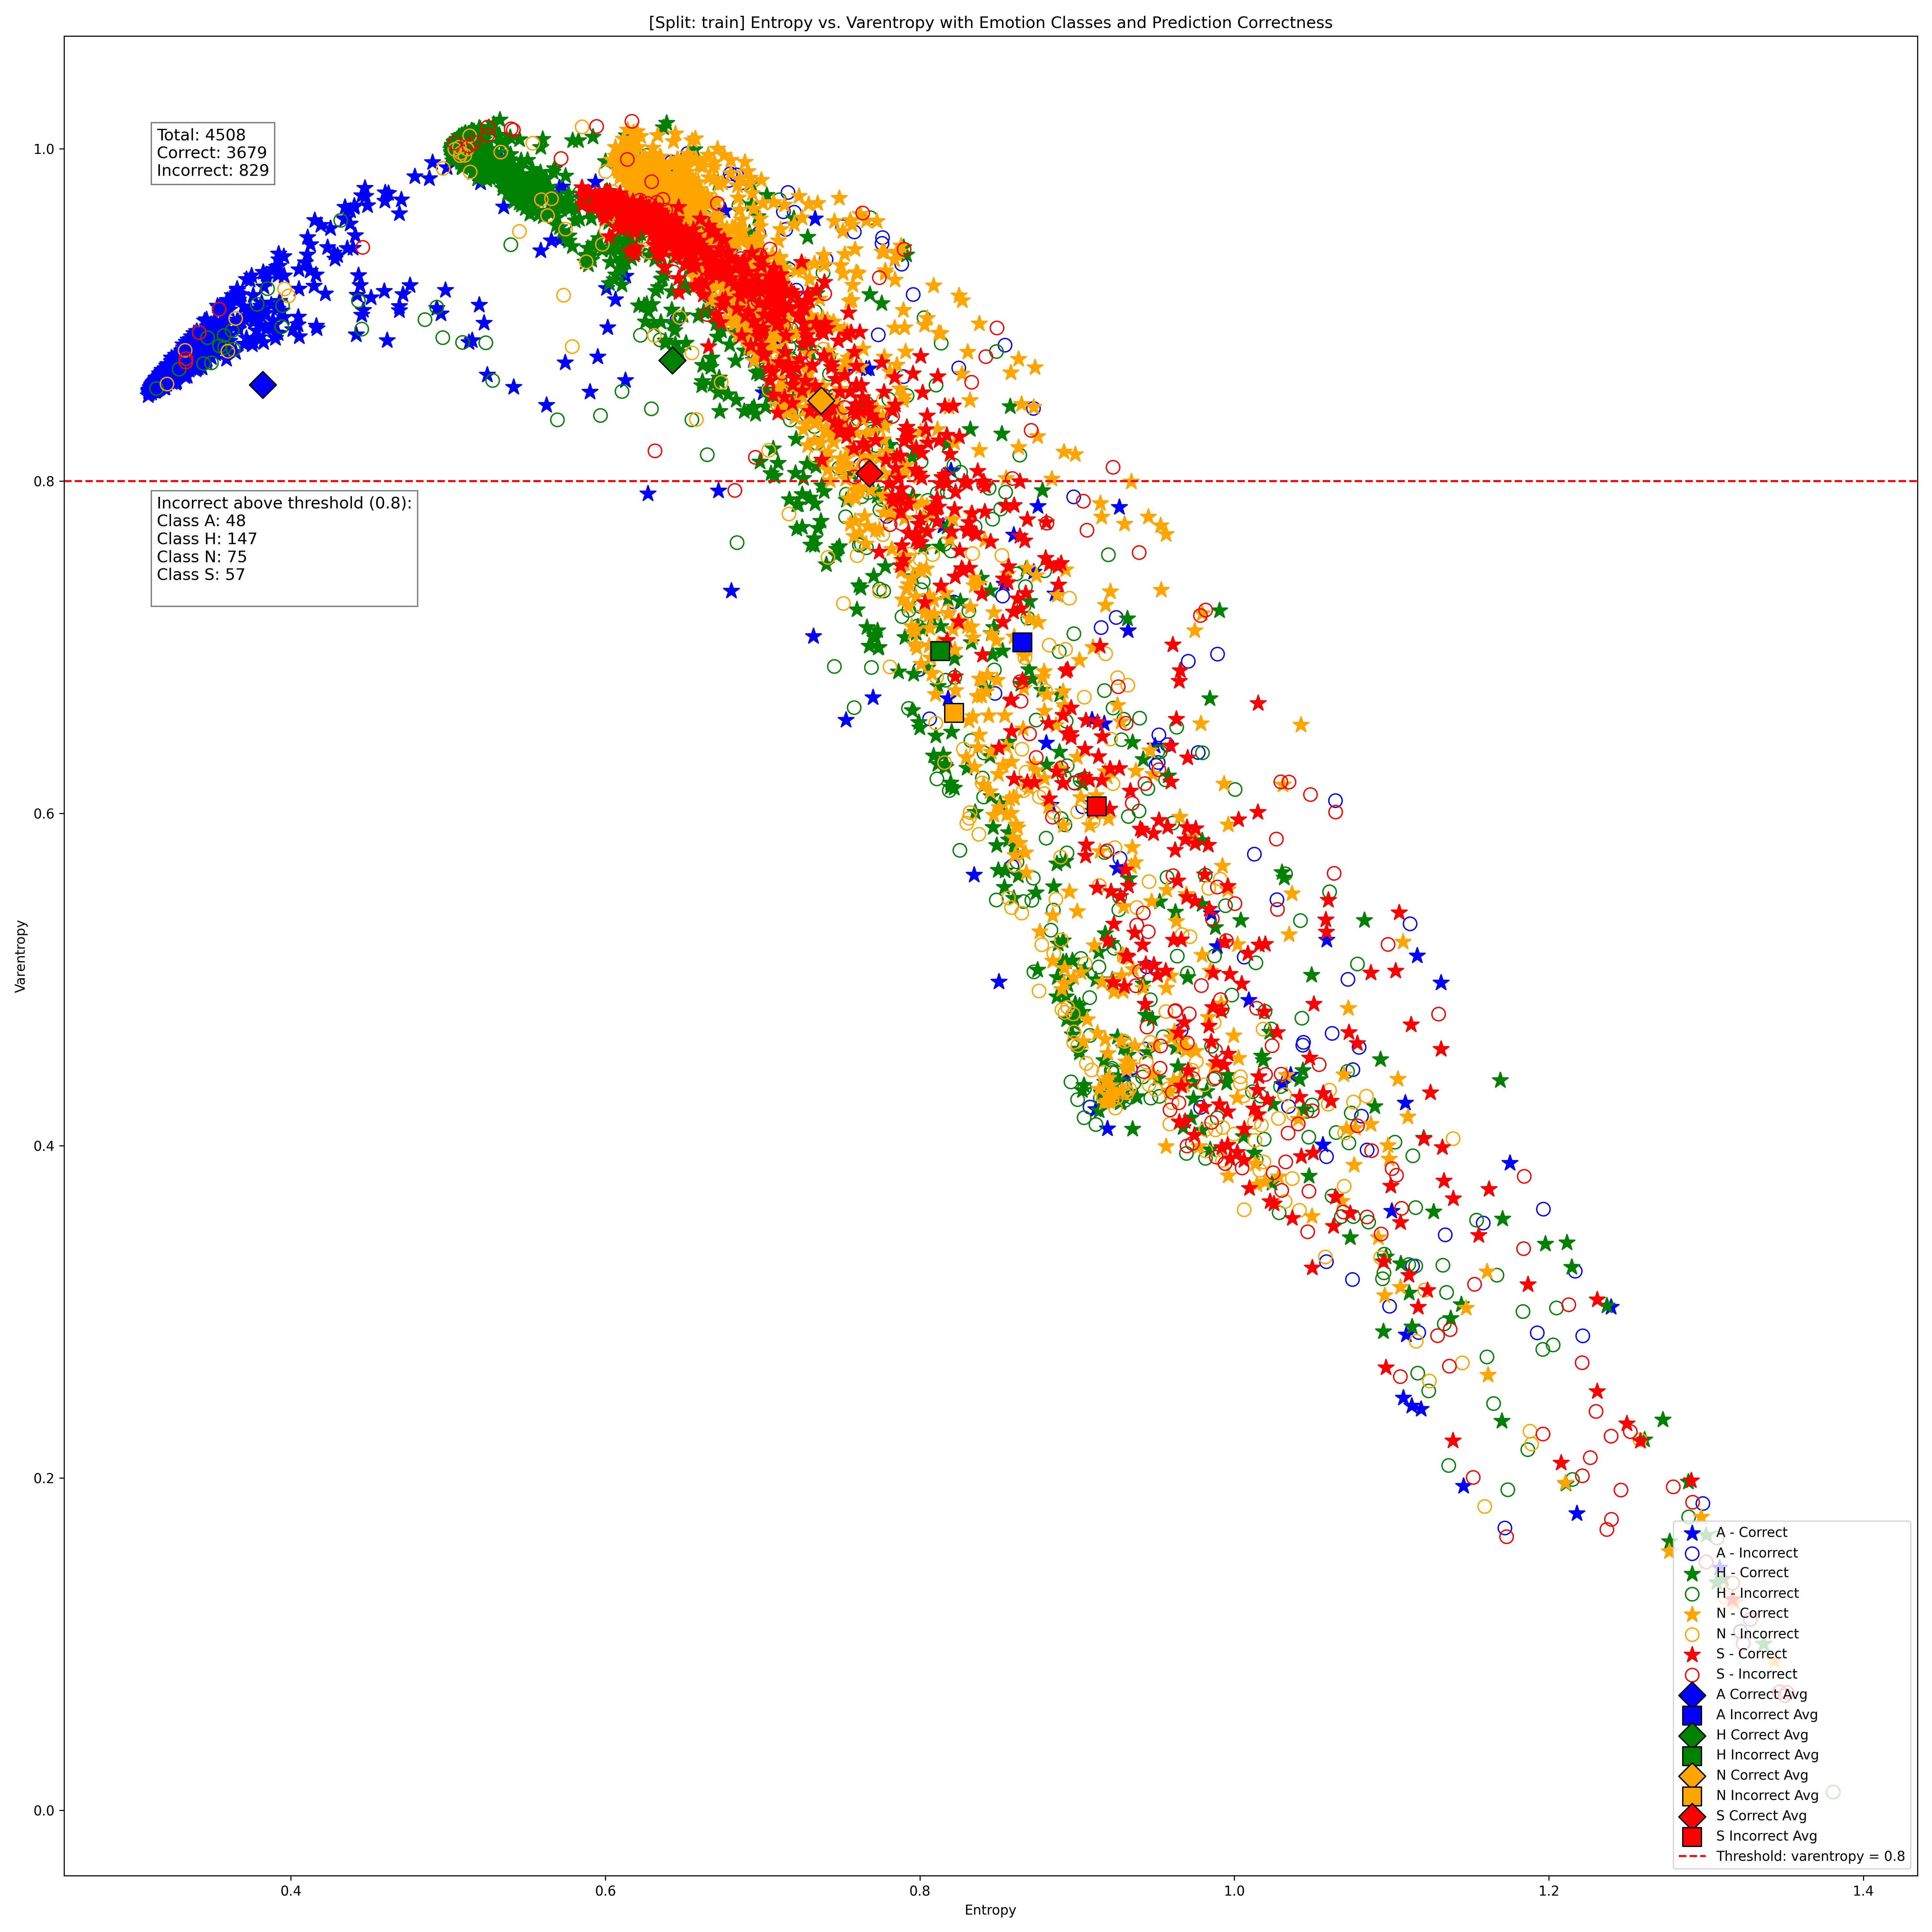 [Split: train] Entropy vs. Varentropy with Emotion Classes and Prediction Correctness
Total: 4508
Correct: 3679
Incorrect: 829
Incorrect above threshold (0.8):
Class A: 48
Class H: 147
Class N: 75
Class S: 57
Varentropy
1.0
0.8
0.6
0.4
0.2
0.0
0.4
0.6
0.8
1.0
1.2
1.4
Entropy
A - Correct
A - Incorrect
H - Correct
H - Incorrect
N - Correct
N - Incorrect
S - Correct
S - Incorrect
A Correct Avg
A Incorrect Avg
H Correct Avg
H Incorrect Avg
N Correct Avg
N Incorrect Avg
S Correct Avg
S Incorrect Avg
Threshold: varentropy = 0.8